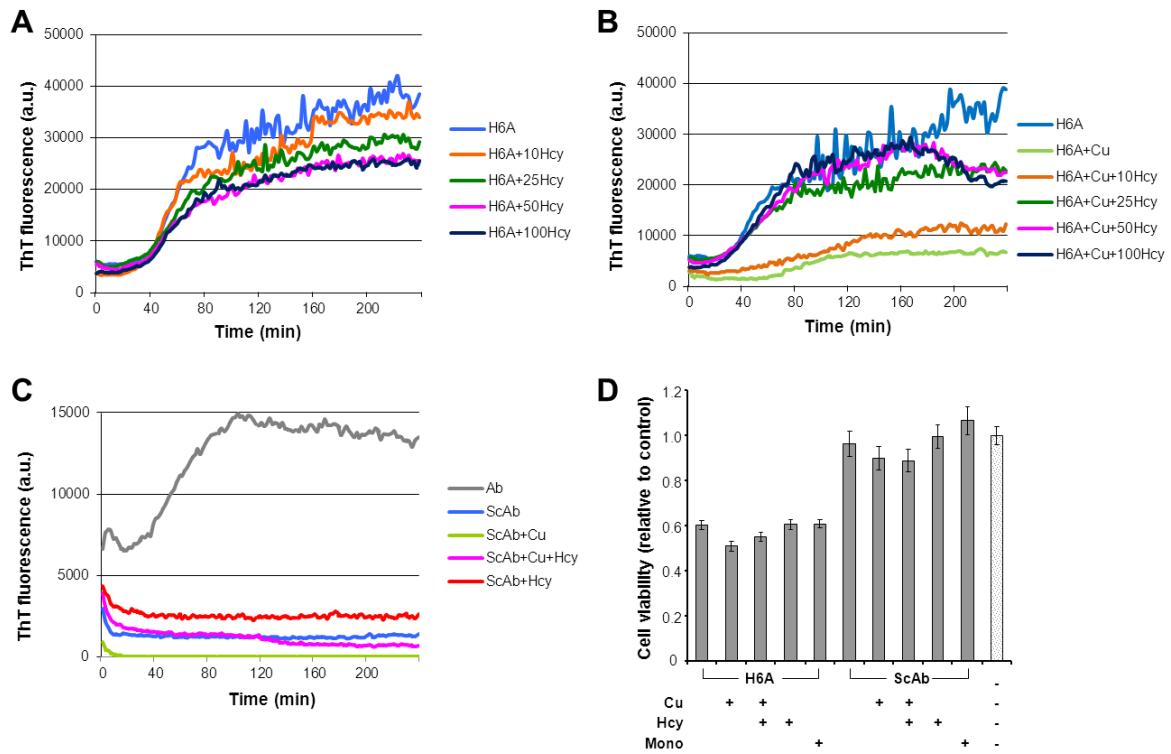 A
ThT fluorescence (a.u.)
50000
40000
30000
20000
10000
0
0 40 80 120 160 200
Time (min)
H6A
H6A+10Hcy
H6A+25Hcy
H6A+50Hcy
H6A+100Hcy
B
ThT fluorescence (a.u.)
50000
40000
30000
20000
10000
0
0 40 80 120 160 200
Time (min)
H6A
H6A+Cu
H6A+Cu+10Hcy
H6A+Cu+25Hcy
H6A+Cu+50Hcy
H6A+Cu+100Hcy
C
ThT fluorescence (a.u.)
15000
10000
5000
0
0 40 80 120 160 200
Time (min)
Ab
ScAb
ScAb+Cu
ScAb+Cu+Hcy
ScAb+Hcy
D
Cell viability (relative to control)
1.2
1.0
0.8
0.6
0.4
0.2
0
H6A ScAb -
Cu + + + + -
Hcy + + + + -
Mono + + -